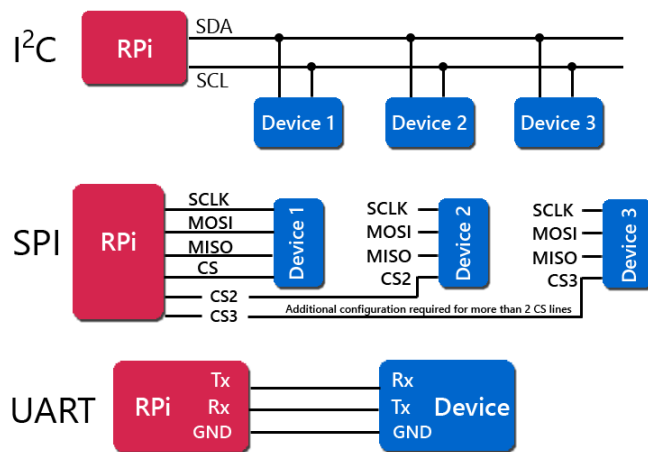 I²C
RPi
SDA
SCL
Device 1
Device 2
Device 3
SPI
RPi
SCLK
MOSI
MISO
CS
CS2
CS3
Device 1
SCLK
MOSI
MISO
CS2
Device 2
SCLK
MOSI
MISO
CS3
Device 3
Additional configuration required for more than 2 CS lines
UART
RPi
Tx
Rx
GND
Rx
Tx
GND
Device